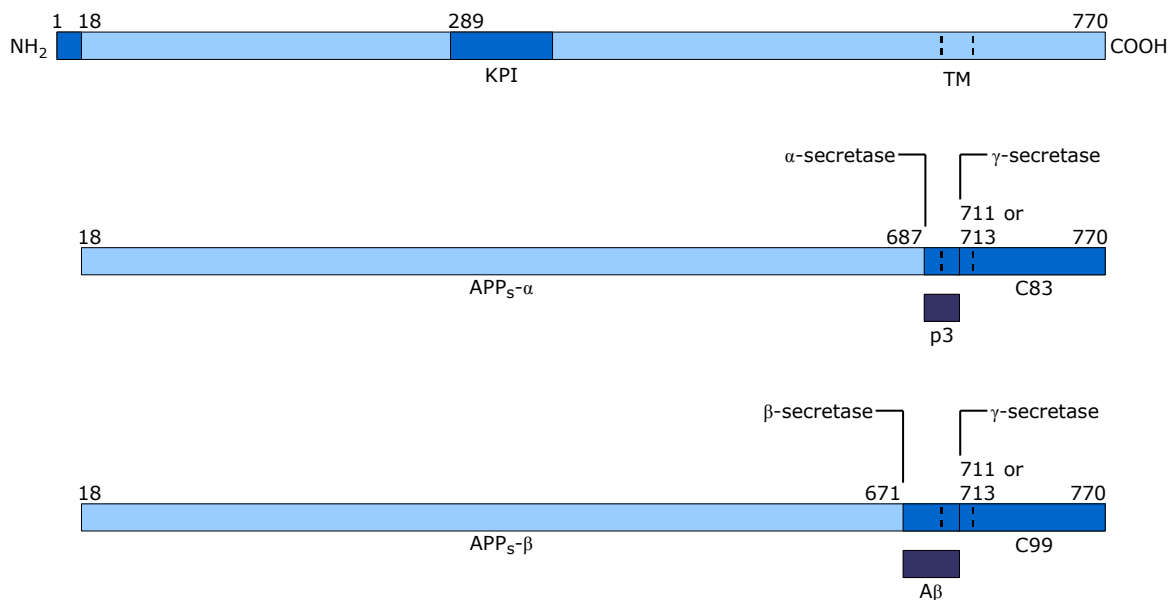 1 18 289 770
NH₂ COOH
KPI TM
α-secretase γ-secretase
711 or
18 687 713 770
APPₛ-α C83
p3
β-secretase γ-secretase
711 or
18 671 713 770
APPₛ-β C99
Aβ